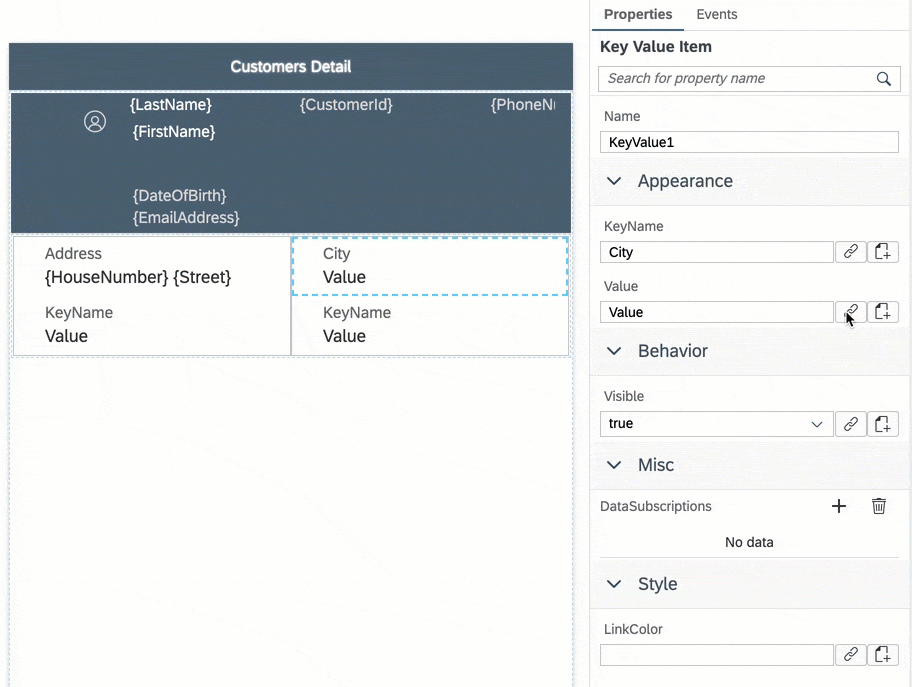 Customers Detail
{LastName} {CustomerId}
{FirstName}
{DateOfBirth}
{EmailAddress}
Address
{HouseNumber} {Street}
City
Value
KeyName
Value
KeyName
Value
Properties Events
Key Value Item
Search for property name
Name
KeyValue1
Appearance
KeyName
City
Value
Value
Behavior
Visible
true
Misc
DataSubscriptions
No data
Style
LinkColor